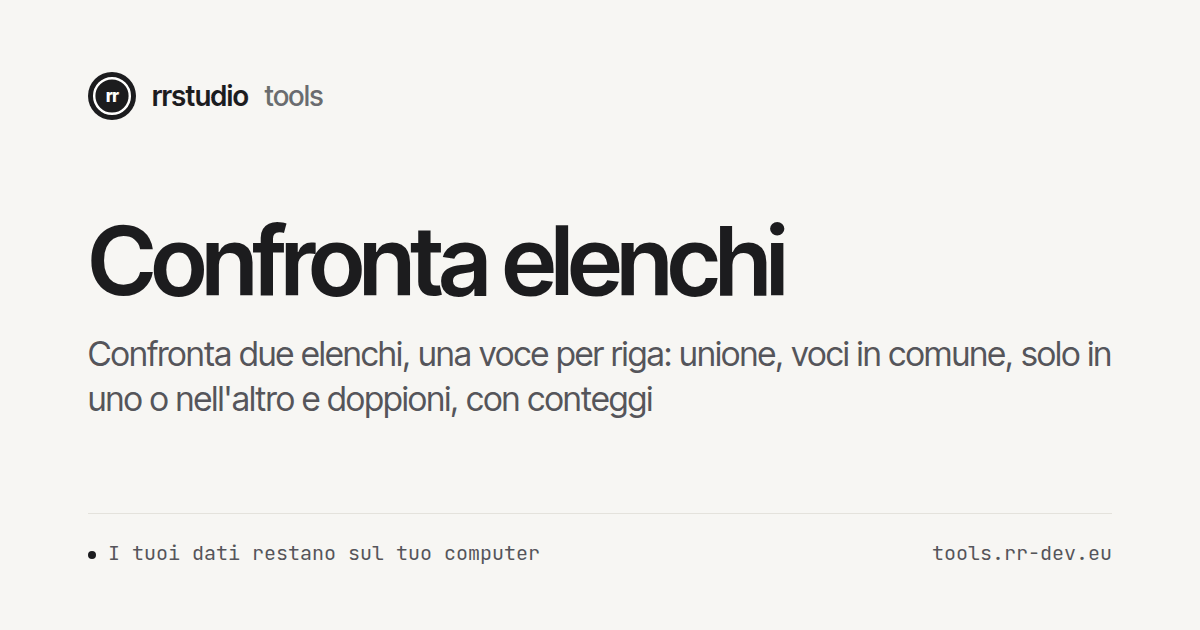 rr rrstudio tools
Confronta elenchi
Confronta due elenchi, una voce per riga: unione, voci in comune, solo in
uno o nell'altro e doppioni, con conteggi
I tuoi dati restano sul tuo computer
tools.rr-dev.eu